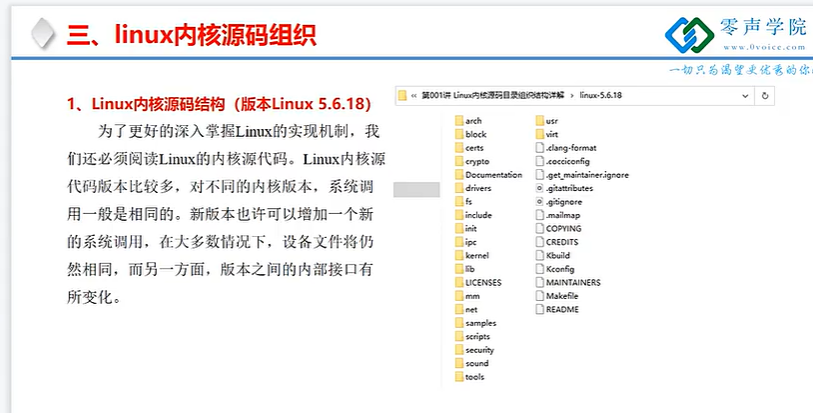 三、linux内核源码组织
零声学院
www.0voice.com
一切只为渴望更优秀的你
1、Linux内核源码结构（版本Linux 5.6.18）
为了更好的深入掌握Linux的实现机制，我
们还必须阅读Linux的内核源代码。Linux内核源
代码版本比较多，对不同的内核版本，系统调
用一般是相同的。新版本也许可以增加一个新
的系统调用，在大多数情况下，设备文件将仍
然相同，而另一方面，版本之间的内部接口有
所变化。
« 第001讲 Linux内核源码目录组织结构详解 › linux-5.6.18
arch
block
certs
crypto
Documentation
drivers
fs
include
init
ipc
kernel
lib
LICENSES
mm
net
samples
scripts
security
sound
tools
usr
virt
.clang-format
.cocciconfig
.get_maintainer.ignore
.gitattributes
.gitignore
.mailmap
COPYING
CREDITS
Kbuild
Kconfig
MAINTAINERS
Makefile
README